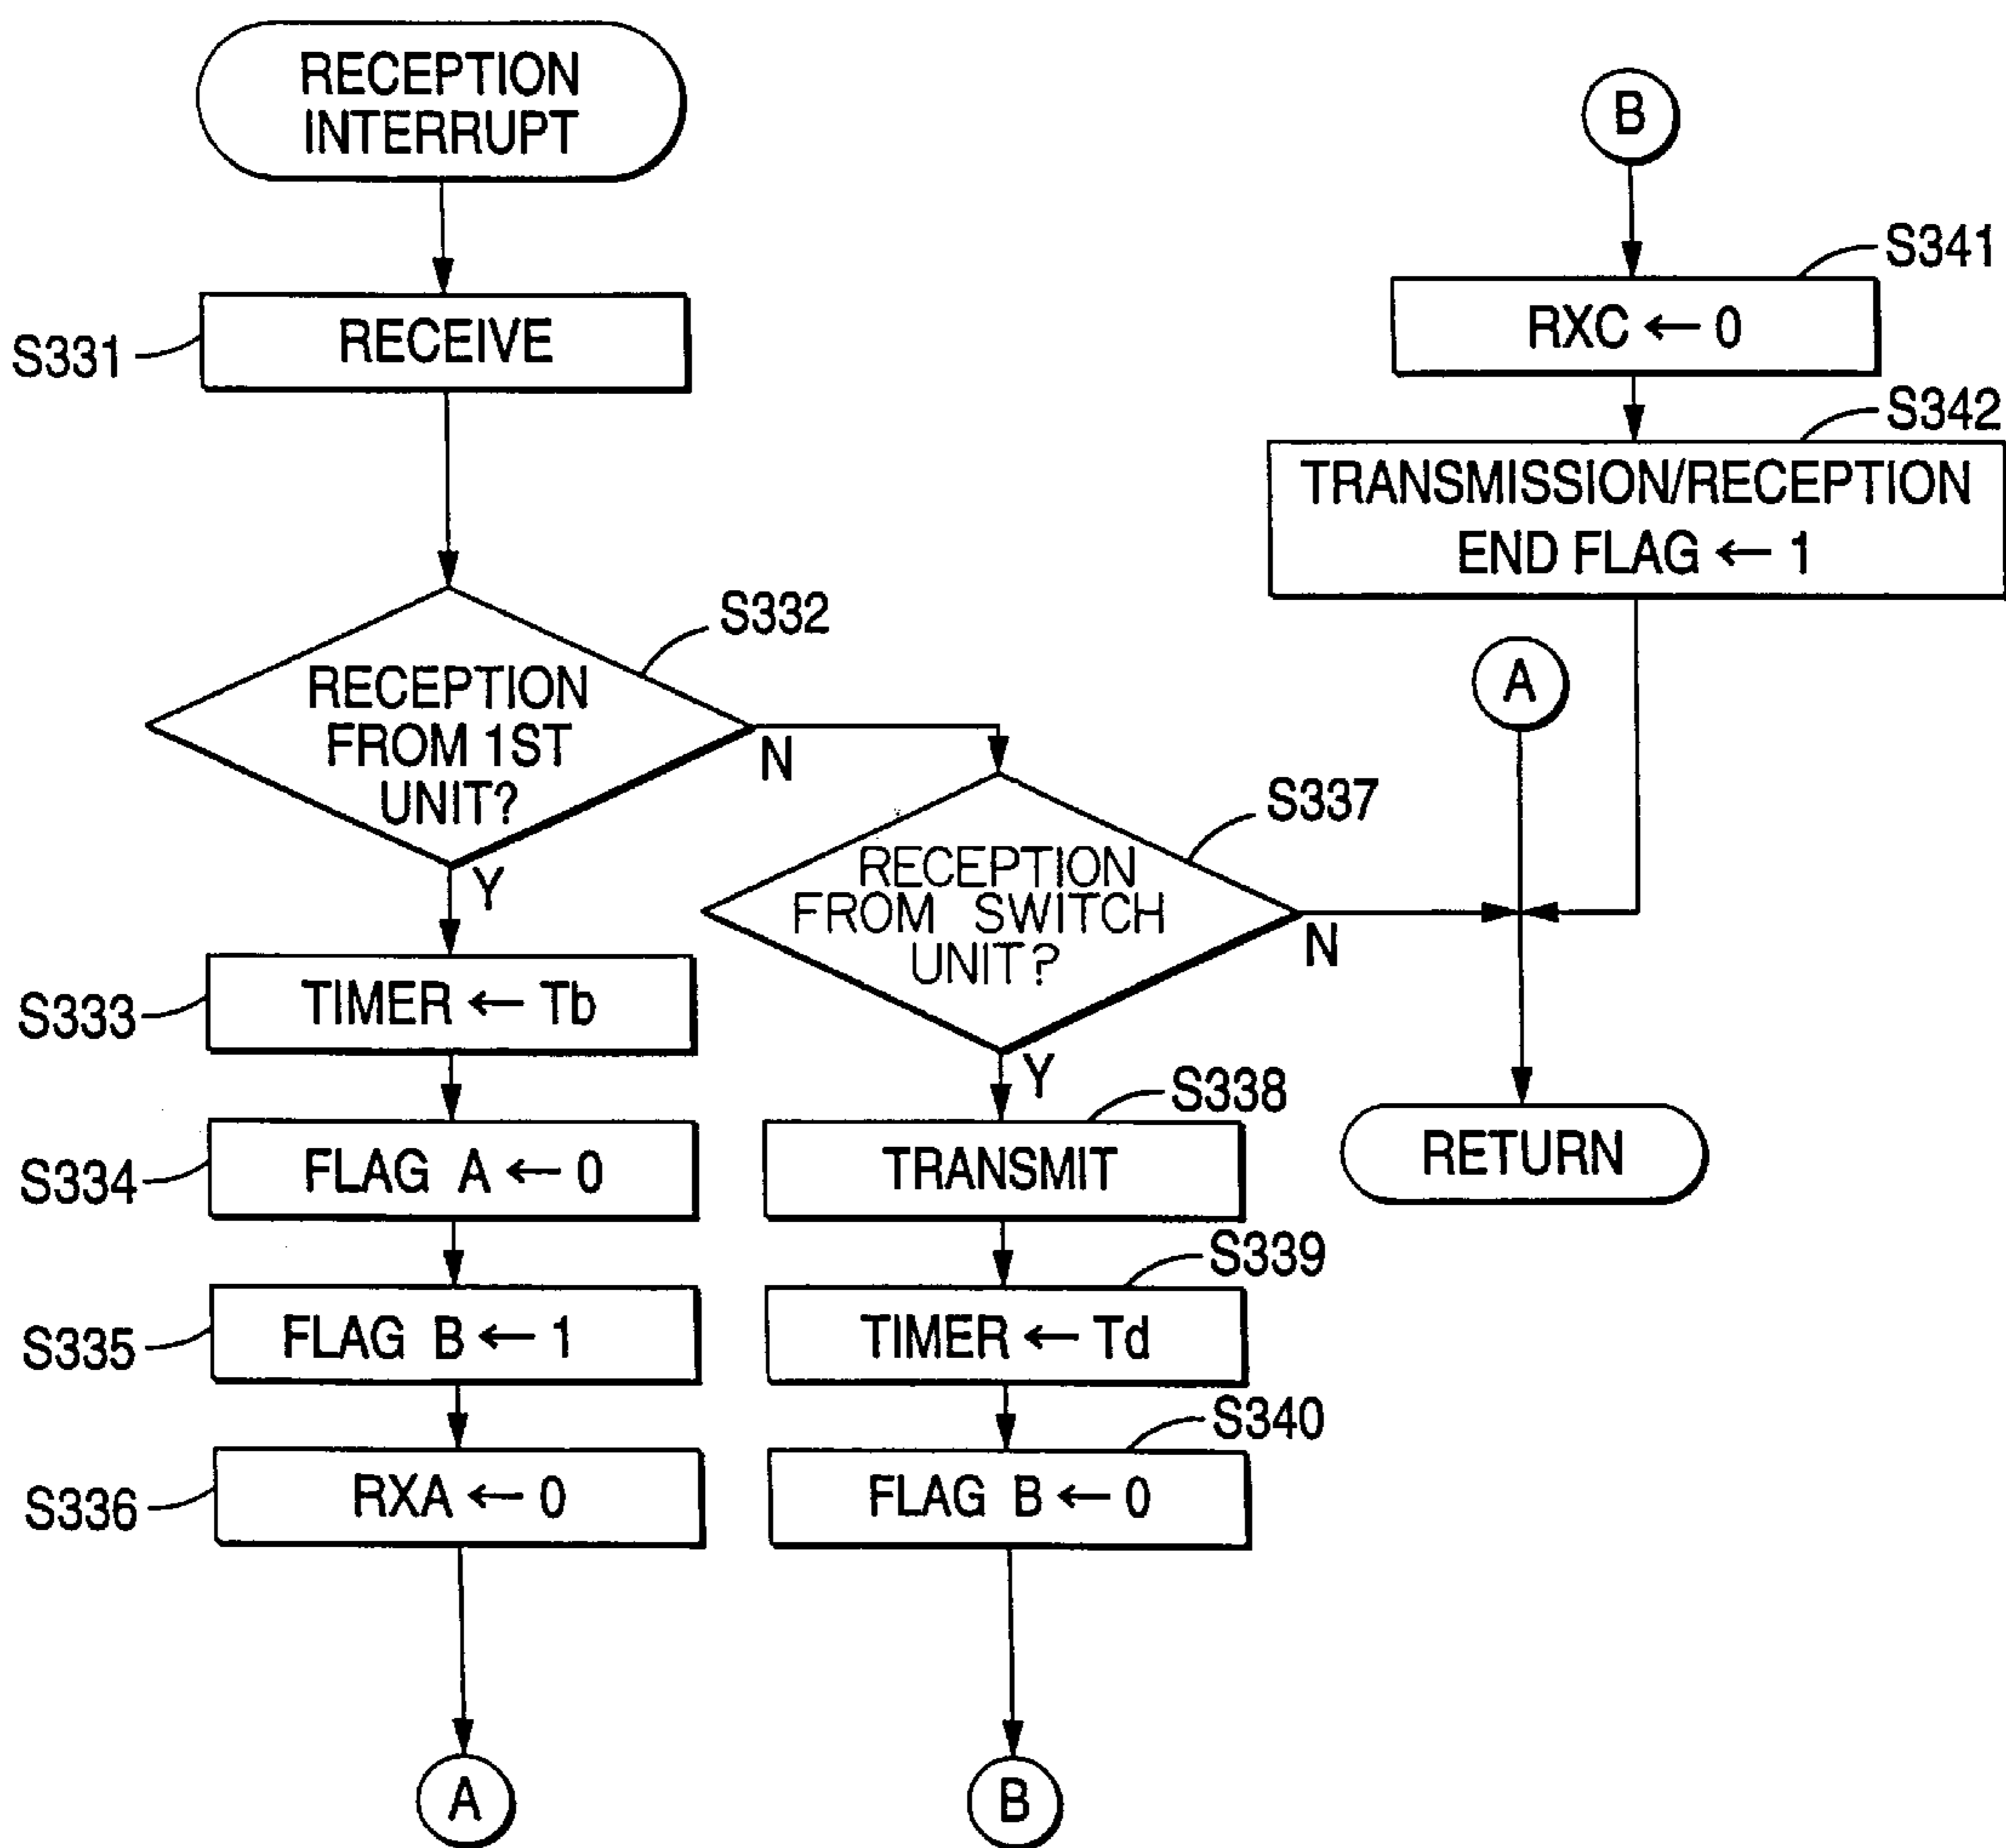 RECEPTION
INTERRUPT
S331
RECEIVE
S332
RECEPTION
FROM 1ST
UNIT?
N
Y
S333
TIMER ← Tb
S334
FLAG A ← 0
S335
FLAG B ← 1
S336
RXA ← 0
A
S337
RECEPTION
FROM SWITCH
UNIT?
N
Y
S338
TRANSMIT
S339
TIMER ← Td
S340
FLAG B ← 0
B
B
S341
RXC ← 0
S342
TRANSMISSION/RECEPTION
END FLAG ← 1
A
RETURN